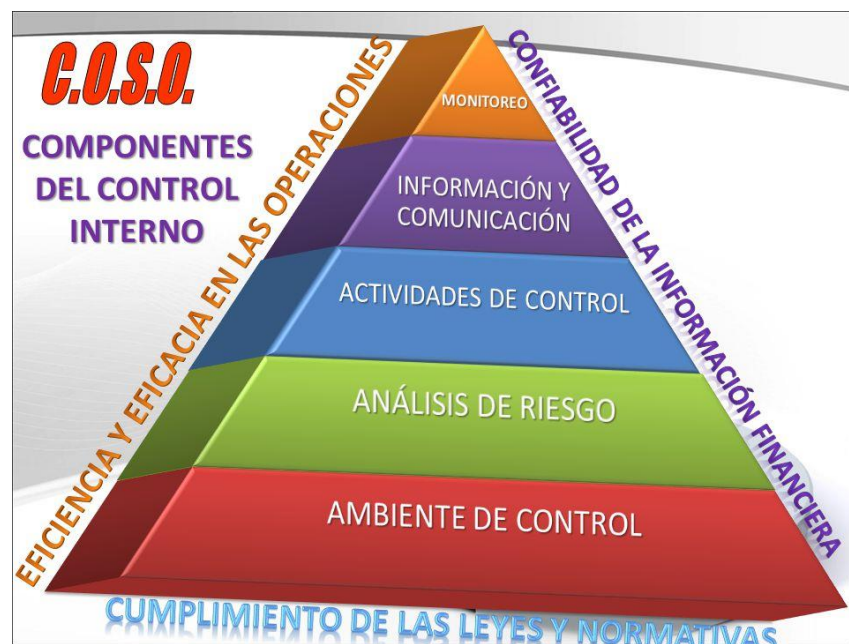 C.O.S.O.
COMPONENTES
DEL CONTROL
INTERNO
EFICIENCIA Y EFICACIA EN LAS OPERACIONES
CONFIABILIDAD DE LA INFORMACIÓN FINANCIERA
MONITOREO
INFORMACIÓN Y
COMUNICACIÓN
ACTIVIDADES DE CONTROL
ANÁLISIS DE RIESGO
AMBIENTE DE CONTROL
CUMPLIMIENTO DE LAS LEYES Y NORMATIVAS